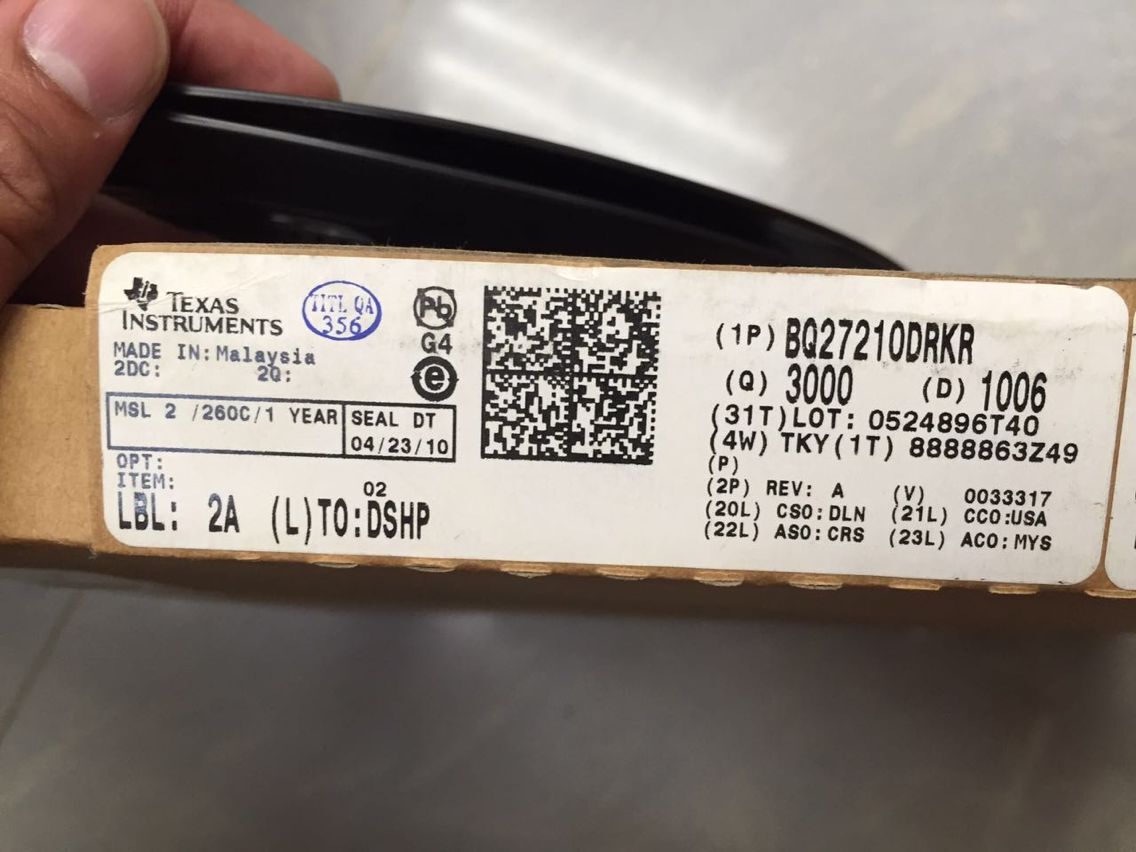 TEXAS
INSTRUMENTS
TITL QA
356
Pb
G4
e
MADE IN: Malaysia
2DC: 2Q:
MSL 2 /260C/1 YEAR
SEAL DT
04/23/10
OPT:
ITEM:
02
LBL: 2A (L)TO:DSHP
(1P) BQ27210DRKR
(Q) 3000 (D) 1006
(31T)LOT: 0524896T40
(4W) TKY(1T) 8888863Z49
(P)
(2P) REV: A (V) 0033317
(20L) CSO:DLN (21L) CCO:USA
(22L) ASO:CRS (23L) ACO:MYS